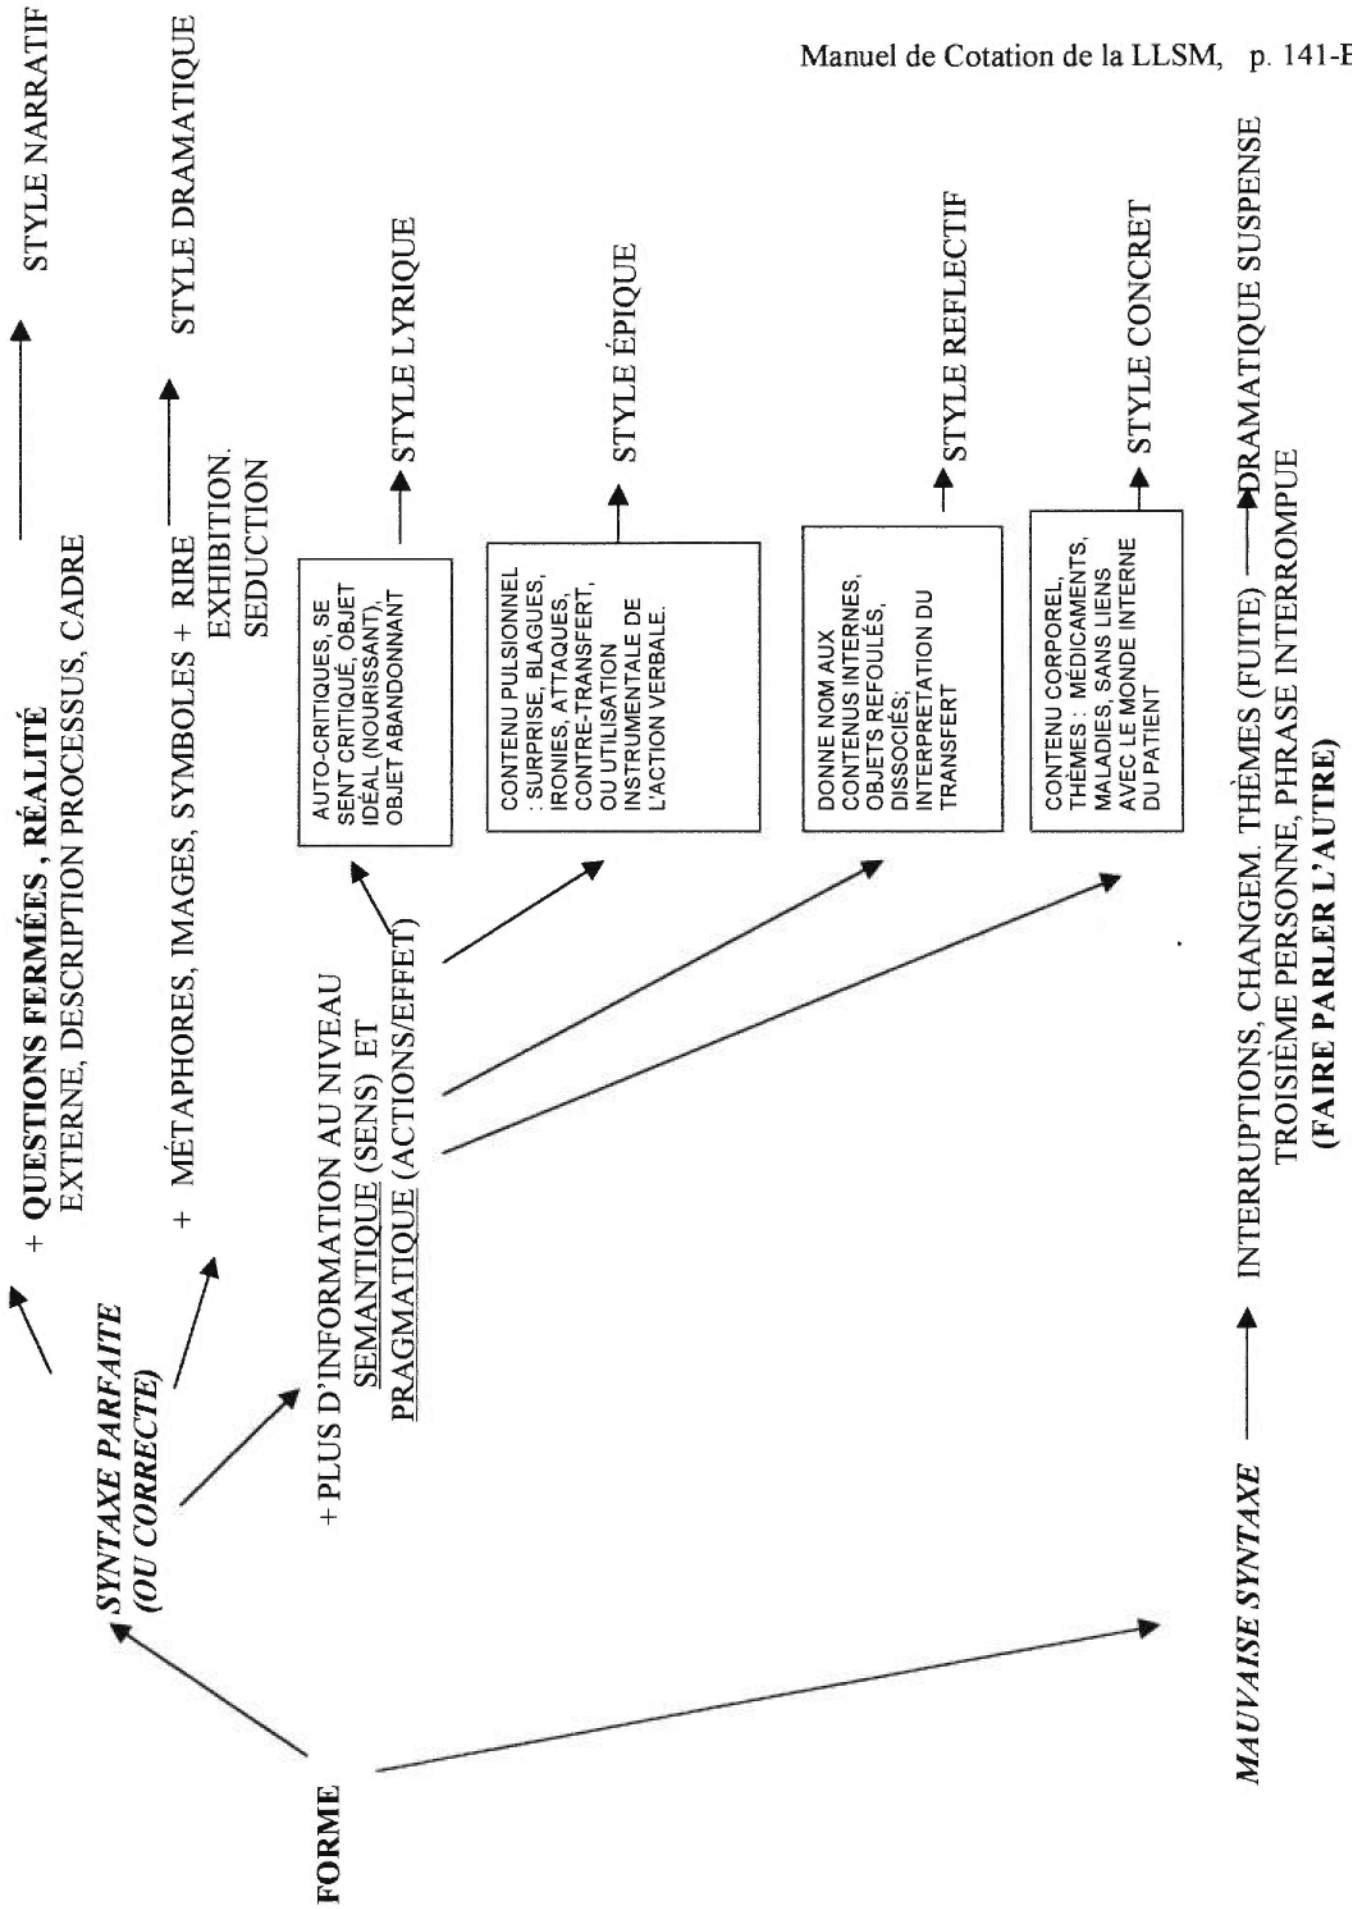 Manuel de Cotation de la LLSM, p. 141-B
FORME
SYNTAXE PARFAITE
(OU CORRECTE)
+ QUESTIONS FERMÉES , RÉALITÉ
EXTERNE, DESCRIPTION PROCESSUS, CADRE
STYLE NARRATIF
+ MÉTAPHORES, IMAGES, SYMBOLES + RIRE
EXHIBITION.
SEDUCTION
STYLE DRAMATIQUE
+ PLUS D'INFORMATION AU NIVEAU
SEMANTIQUE (SENS) ET
PRAGMATIQUE (ACTIONS/EFFET)
AUTO-CRITIQUES, SE
SENT CRITIQUÉ, OBJET
IDÉAL (NOURISSANT),
OBJET ABANDONNANT
STYLE LYRIQUE
CONTENU PULSIONNEL
: SURPRISE, BLAGUES,
IRONIES, ATTAQUES,
CONTRE-TRANSFERT,
OU UTILISATION
INSTRUMENTALE DE
L'ACTION VERBALE.
STYLE ÉPIQUE
DONNE NOM AUX
CONTENUS INTERNES,
OBJETS REFOULÉS,
DISSOCIÉS;
INTERPRETATION DU
TRANSFERT
STYLE REFLECTIF
CONTENU CORPOREL,
THÈMES : MÉDICAMENTS,
MALADIES, SANS LIENS
AVEC LE MONDE INTERNE
DU PATIENT
STYLE CONCRET
MAUVAISE SYNTAXE
INTERRUPTIONS, CHANGEM. THÈMES (FUITE)
TROISIÈME PERSONNE, PHRASE INTERROMPUE
(FAIRE PARLER L'AUTRE)
DRAMATIQUE SUSPENSE